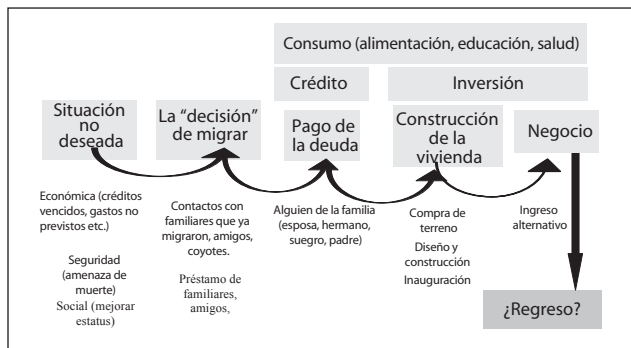 Consumo (alimentación, educación, salud)
Crédito
Inversión
Situación
no
deseada
La “decisión”
de migrar
Pago de
la deuda
Construcción
de la
vivienda
Negocio
Económica (créditos
vencidos, gastos no
previstos etc.)
Seguridad
(amenaza de
muerte)
Social (mejorar
estatus)
Contactos con
familiares que ya
migraron, amigos,
coyotes.
Préstamo de
familiares,
amigos,
Alguien de la familia
(esposa, hermano,
suegro, padre)
Compra de
terreno
Diseño y
construcción
Inauguración
Ingreso
alternativo
¿Regreso?